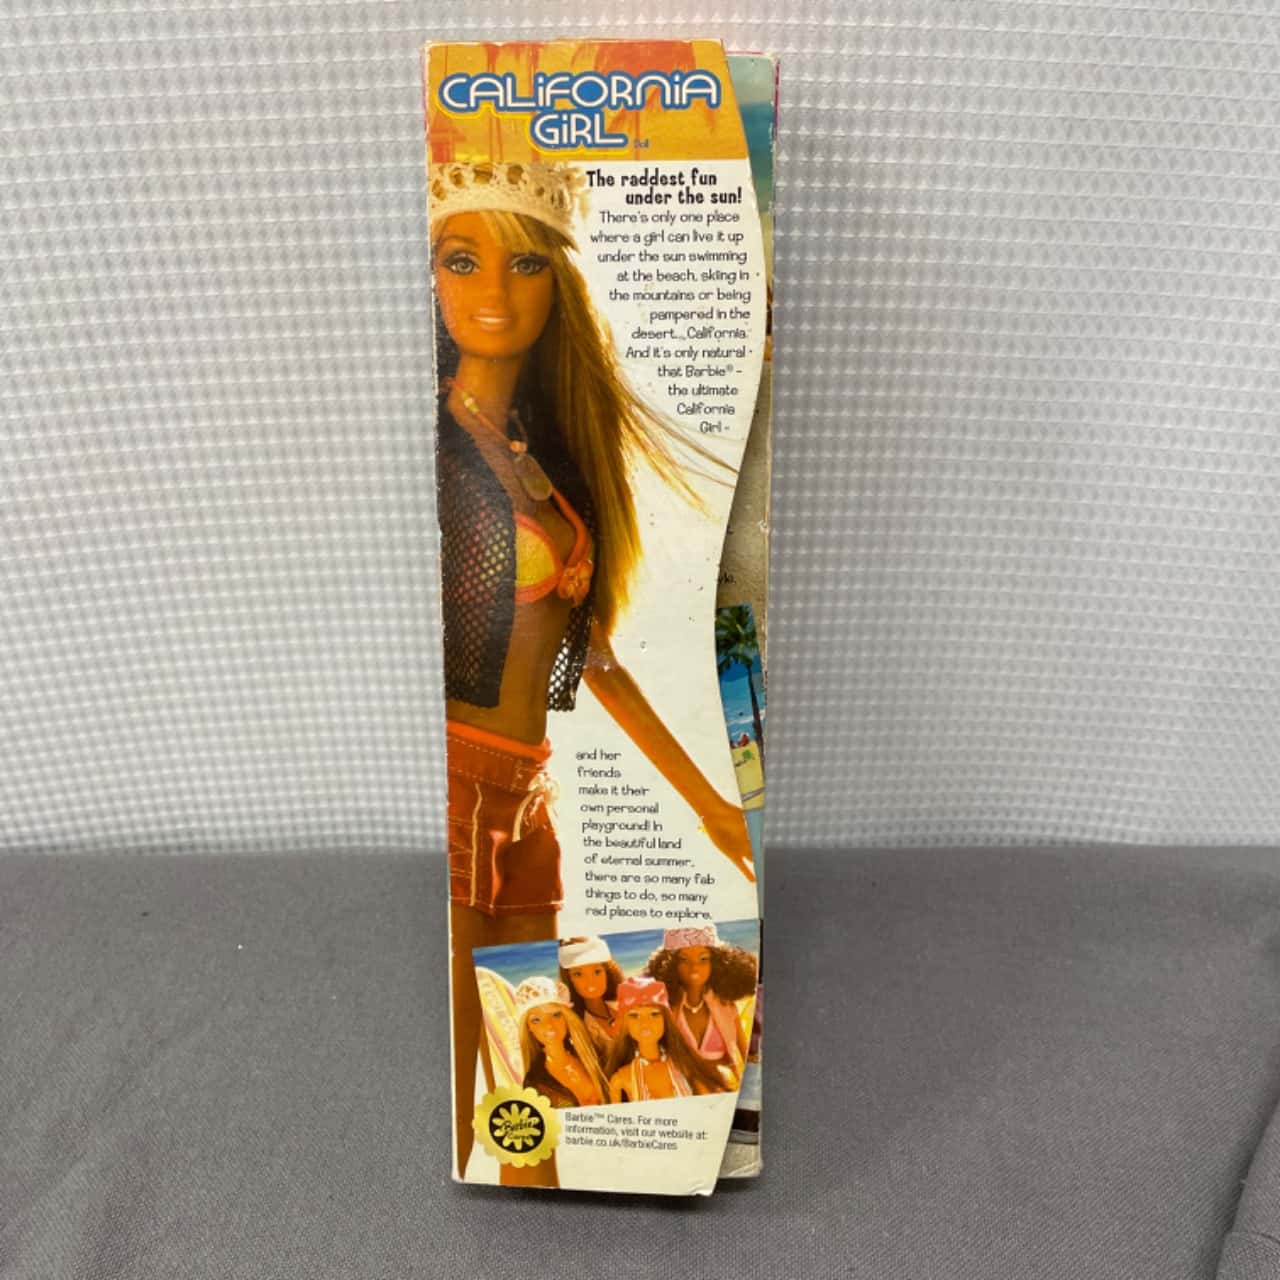 CALiFORNiA
GiRL Doll
The raddest fun
under the sun!
There's only one place
where a girl can live it up
under the sun swimming
at the beach, skiing in
the mountains or being
pampered in the
desert... California.
And it's only natural
that Barbie® -
the ultimate
California
Girl -
and her
friends
make it their
own personal
playground! In
the beautiful land
of eternal summer,
there are so many fab
things to do, so many
rad places to explore.
Barbie
Cares
Barbie™ Cares. For more
information, visit our website at:
barbie.co.uk/BarbieCares